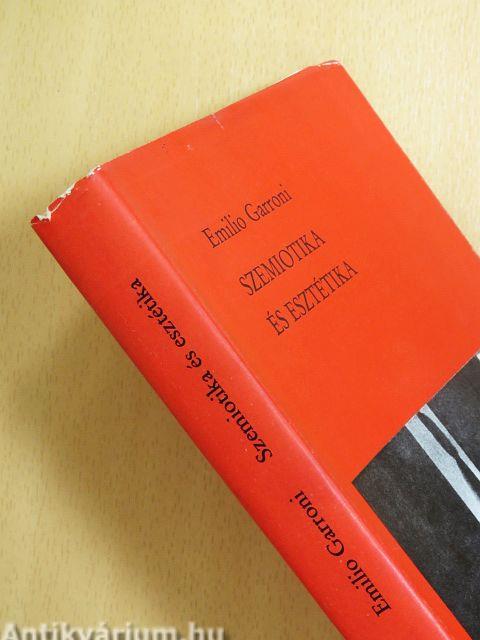 Emilio Garroni
SZEMIOTIKA
ÉS ESZTÉTIKA
Emilio Garroni
Szemiotika és esztétika
Antikvárium.hu